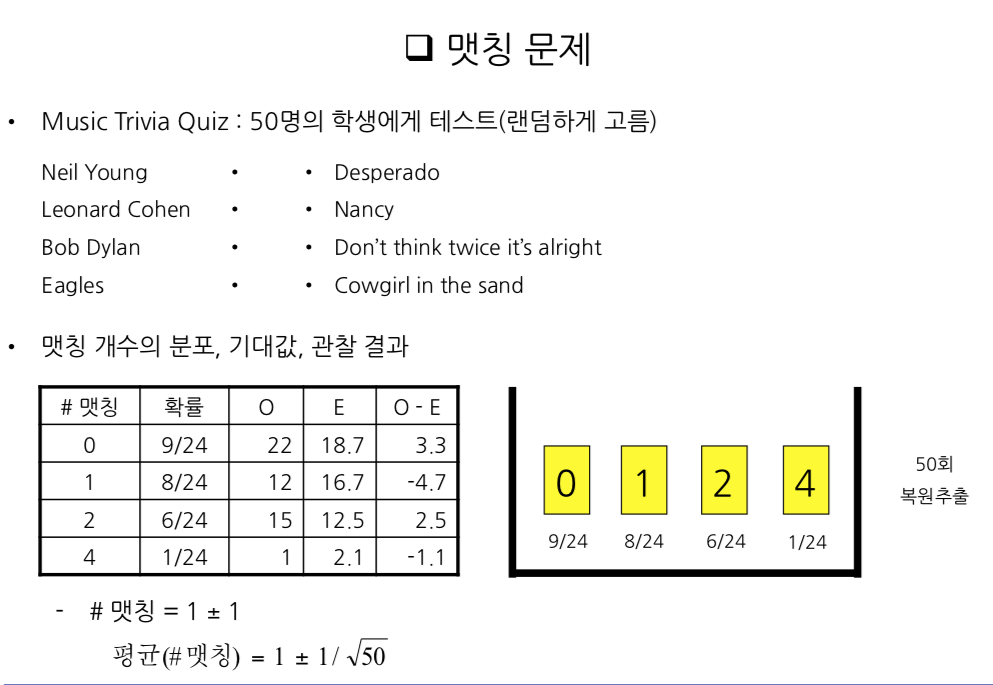 ❑ 맷칭 문제
• Music Trivia Quiz : 50명의 학생에게 테스트(랜덤하게 고름)
Neil Young • • Desperado
Leonard Cohen • • Nancy
Bob Dylan • • Don't think twice it's alright
Eagles • • Cowgirl in the sand
• 맷칭 개수의 분포, 기대값, 관찰 결과
# 맷칭 확률 O E O - E
0 9/24 22 18.7 3.3
1 8/24 12 16.7 -4.7
2 6/24 15 12.5 2.5
4 1/24 1 2.1 -1.1
0 1 2 4
9/24 8/24 6/24 1/24
50회
복원추출
- # 맷칭 = 1 ± 1
평균(#맷칭) = 1 ± 1/√50